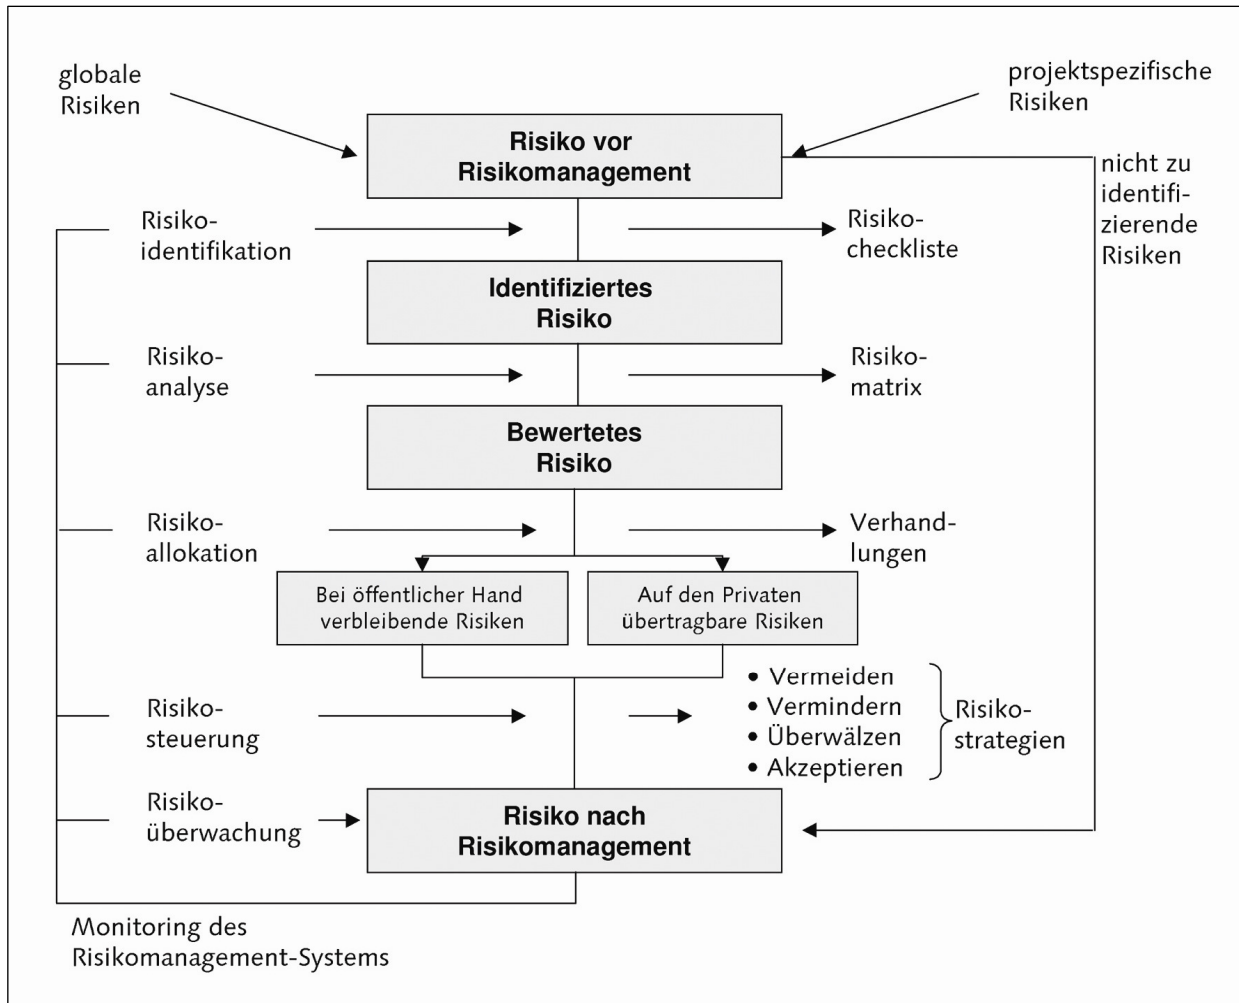 globale
Risiken
projektspezifische
Risiken
Risiko vor
Risikomanagement
nicht zu
identifi-
zierende
Risiken
Risiko-
identifikation
Risiko-
checkliste
Identifiziertes
Risiko
Risiko-
analyse
Risiko-
matrix
Bewertetes
Risiko
Risiko-
allokation
Verhand-
lungen
Bei öffentlicher Hand
verbleibende Risiken
Auf den Privaten
übertragbare Risiken
Risiko-
steuerung
• Vermeiden
• Vermindern
• Überwälzen
• Akzeptieren
Risiko-
strategien
Risiko-
überwachung
Risiko nach
Risikomanagement
Monitoring des
Risikomanagement-Systems